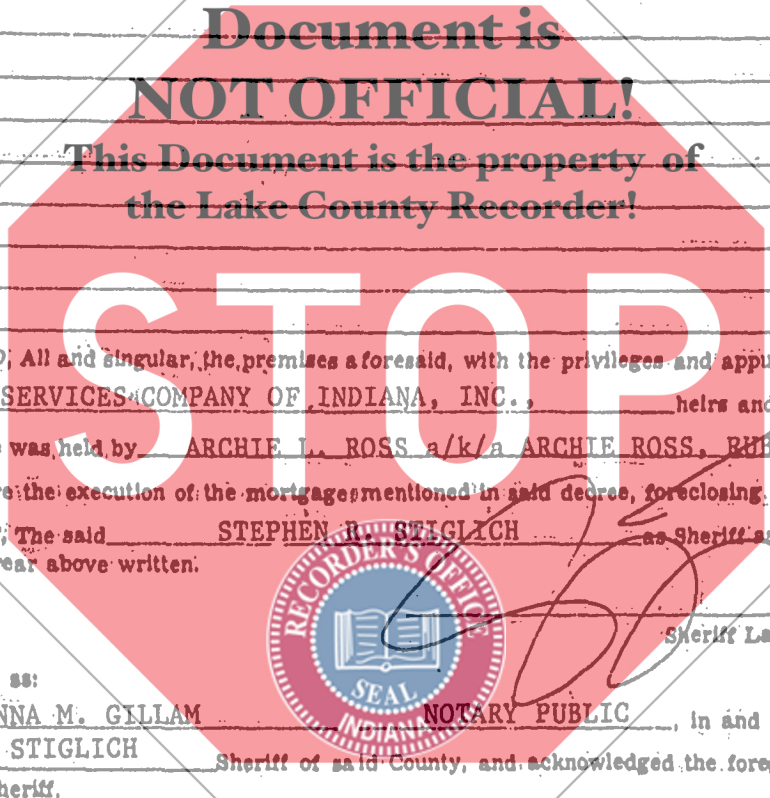 Document is
NOT OFFICIAL!
This Document is the property of
the Lake County Recorder!
STOP
All and singular, the premises aforesaid, with the privileges and
SERVICES COMPANY OF INDIANA, INC., heirs and
was held by ARCHIE L. ROSS a/k/a ARCHIE ROSS,
the execution of the mortgage mentioned in said decree, foreclosing
The said STEPHEN R. STIGLICH as Sheriff
above written.
Sheriff
RECORDER'S OFFICE
SEAL
INDIANA
ss:
M. GILLAM NOTARY PUBLIC, in and
STIGLICH Sheriff of said County, and acknowledged the